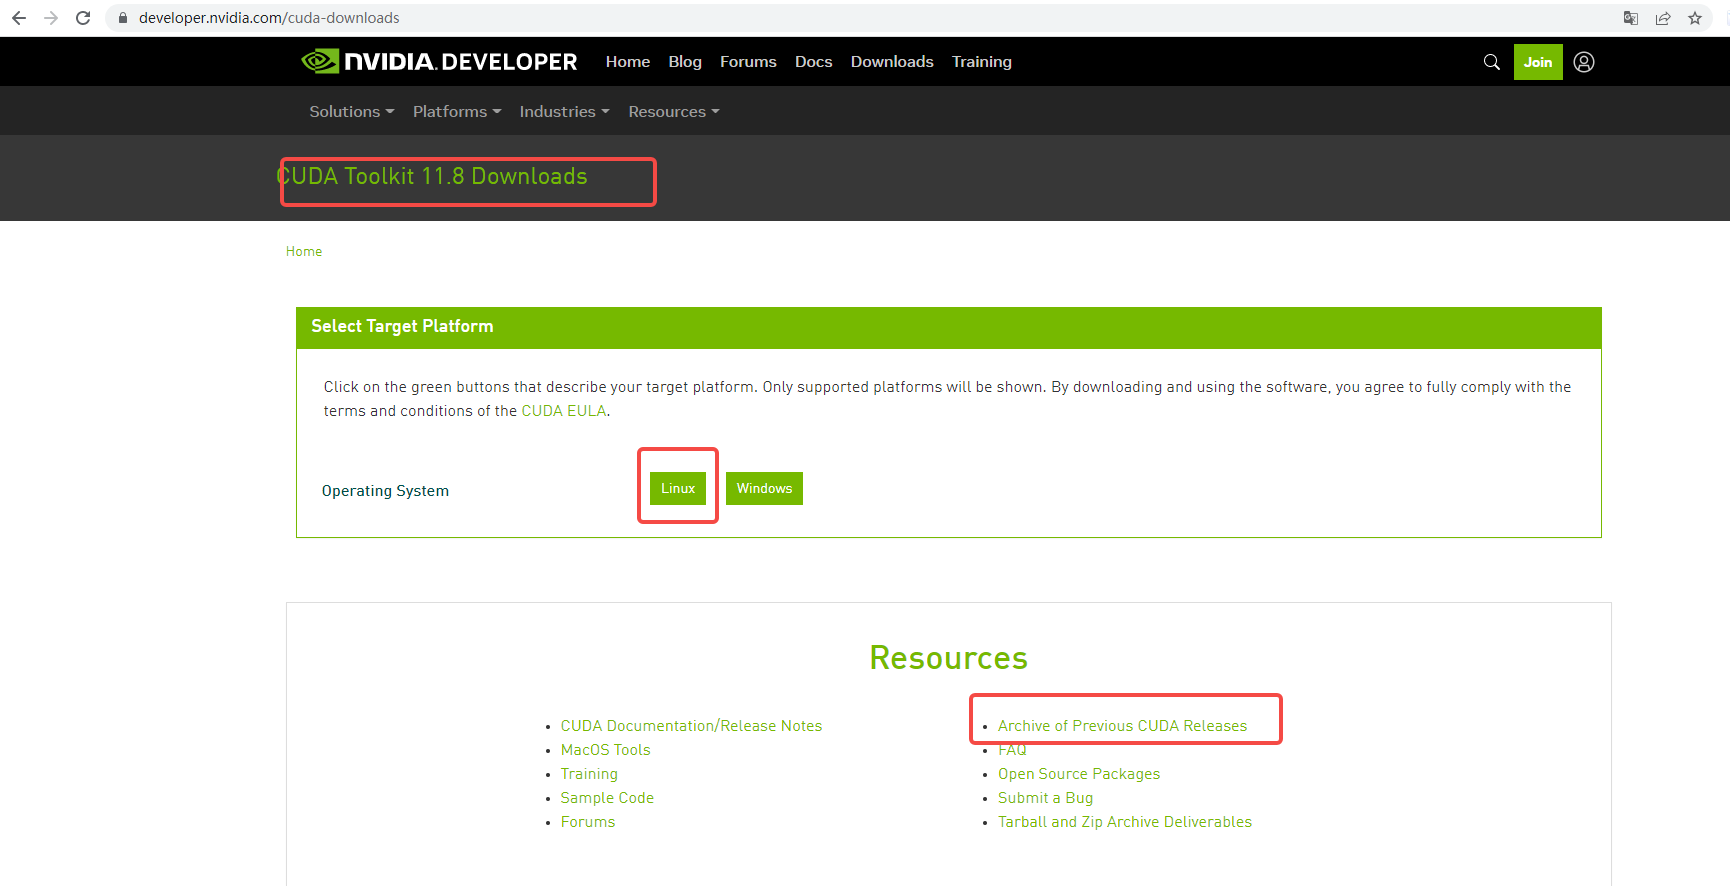 developer.nvidia.com/cuda-downloads
NVIDIA. DEVELOPER Home Blog Forums Docs Downloads Training Join
Solutions Platforms Industries Resources
CUDA Toolkit 11.8 Downloads
Home
Select Target Platform
Click on the green buttons that describe your target platform. Only supported platforms will be shown. By downloading and using the software, you agree to fully comply with the
terms and conditions of the CUDA EULA.
Operating System Linux Windows
Resources
• CUDA Documentation/Release Notes
• MacOS Tools
• Training
• Sample Code
• Forums
• Archive of Previous CUDA Releases
• FAQ
• Open Source Packages
• Submit a Bug
• Tarball and Zip Archive Deliverables